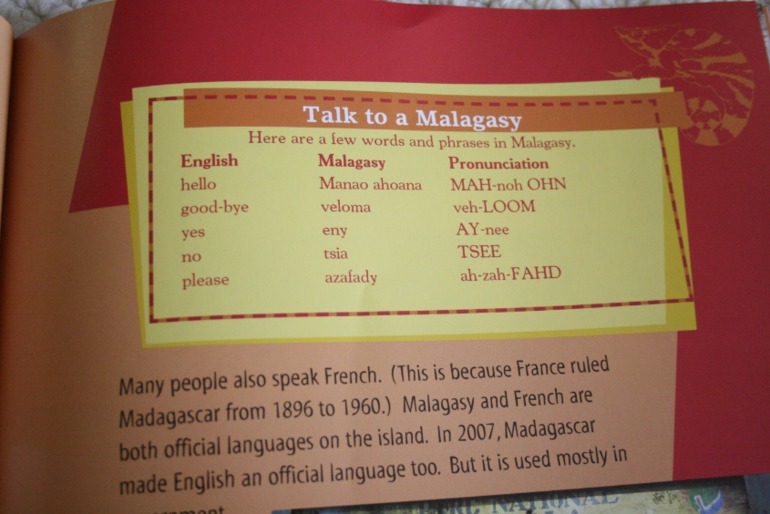 Talk to a Malagasy
Here are a few words and phrases in Malagasy.
English Malagasy Pronunciation
hello Manao ahoana MAH-noh OHN
good-bye veloma veh-LOOM
yes eny AY-nee
no tsia TSEE
please azafady ah-zah-FAHD
Many people also speak French. (This is because France ruled
Madagascar from 1896 to 1960.) Malagasy and French are
both official languages on the island. In 2007, Madagascar
made English an official language too. But it is used mostly in
NATIONAL